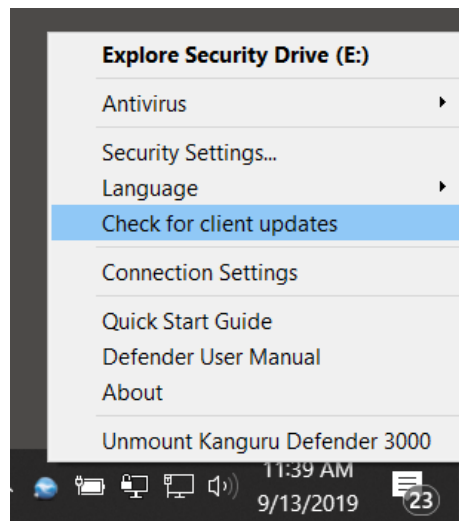 Explore Security Drive (E:)
Antivirus
Security Settings...
Language
Check for client updates
Connection Settings
Quick Start Guide
Defender User Manual
About
Unmount Kanguru Defender 3000
11:39 AM
9/13/2019
23